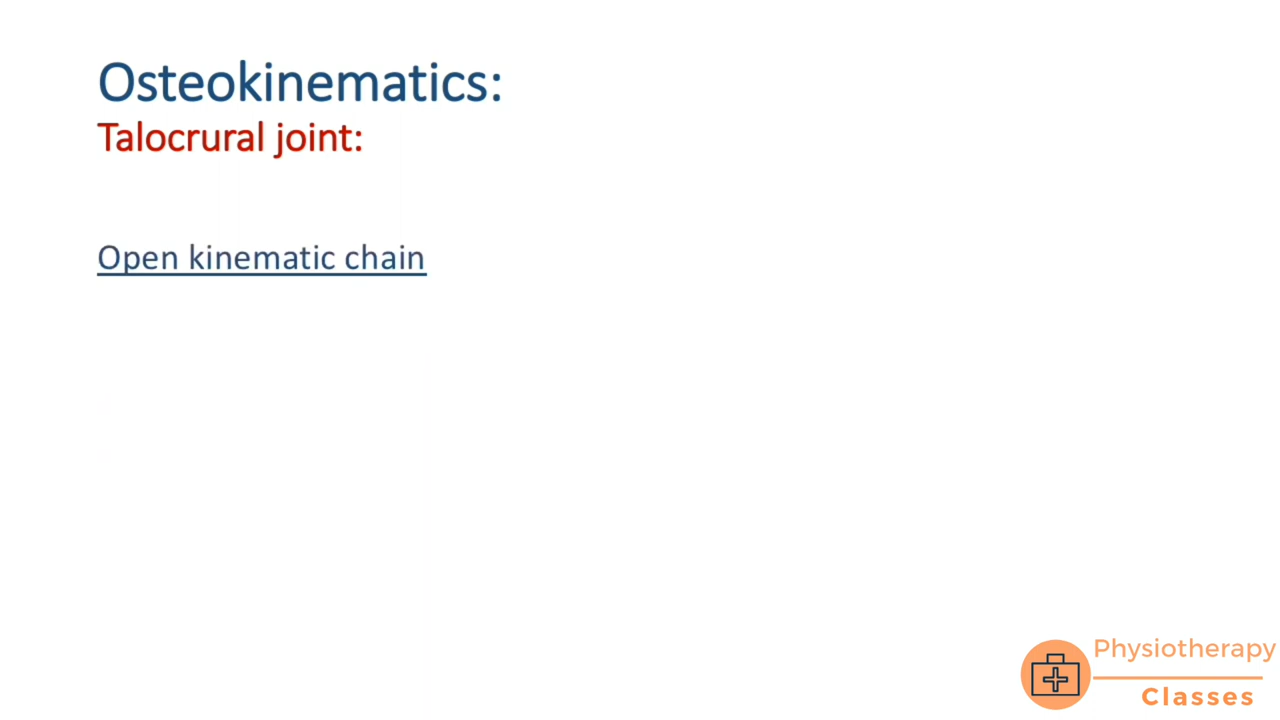 Osteokinematics:
Talocrural joint:
Open kinematic chain
Physiotherapy
Classes